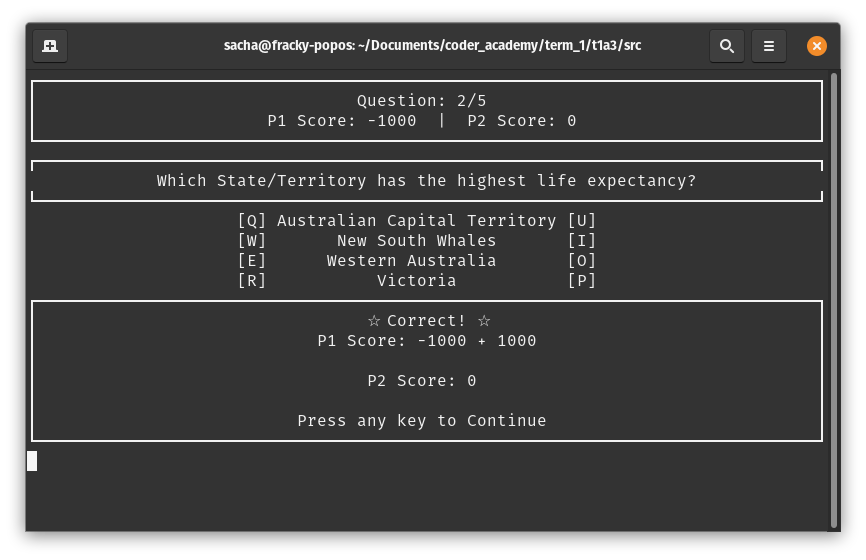 sacha@fracky-popos: ~/Documents/coder_academy/term_1/t1a3/src
Question: 2/5
P1 Score: -1000 | P2 Score: 0
Which State/Territory has the highest life expectancy?
[Q] Australian Capital Territory [U]
[W] New South Whales [I]
[E] Western Australia [O]
[R] Victoria [P]
☆ Correct! ☆
P1 Score: -1000 + 1000
P2 Score: 0
Press any key to Continue